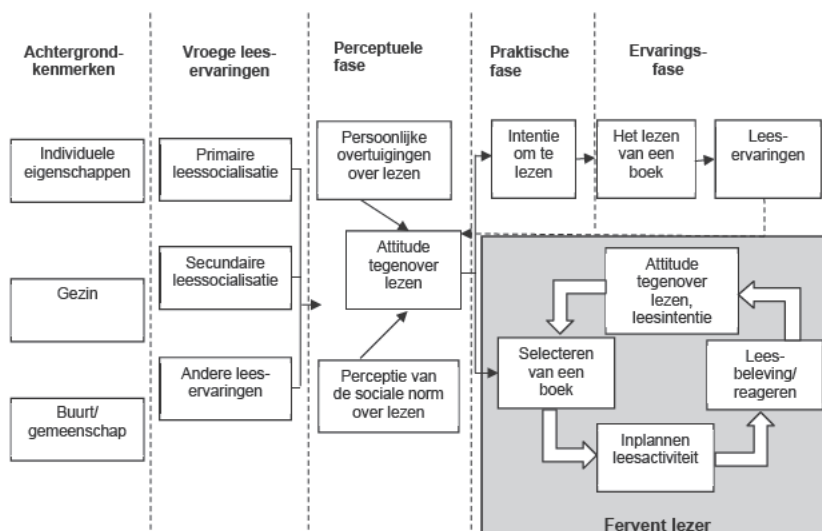 Achtergrond-
kenmerken
Vroege lees-
ervaringen
Perceptuele
fase
Praktische
fase
Ervarings-
fase
Individuele
eigenschappen
Gezin
Buurt/
gemeenschap
Primaire
leessocialisatie
Secundaire
leessocialisatie
Andere lees-
ervaringen
Persoonlijke
overtuigingen
over lezen
Attitude
tegenover
lezen
Perceptie van
de sociale norm
over lezen
Intentie
om te
lezen
Het lezen
van een
boek
Lees-
ervaringen
Attitude
tegenover
lezen,
leesintentie
Selecteren
van een
boek
Lees-
beleving/
reageren
Inplannen
leesactiviteit
Fervent lezer